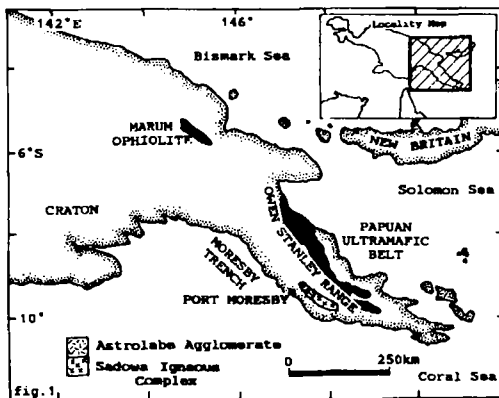 142°E
146°
Locality Map
Bismark Sea
MARUM
OPHIOLITE
NEW BRITAIN
6°S
Solomon Sea
CRATON
OWEN STANLEY RANGE
PAPUAN
ULTRAMAFIC
BELT
MORESBY
TRENCH
PORT MORESBY
10°
Astrolabe Agglomerate
Sadowa Igneous
Complex
0 250km
Coral Sea
fig.1